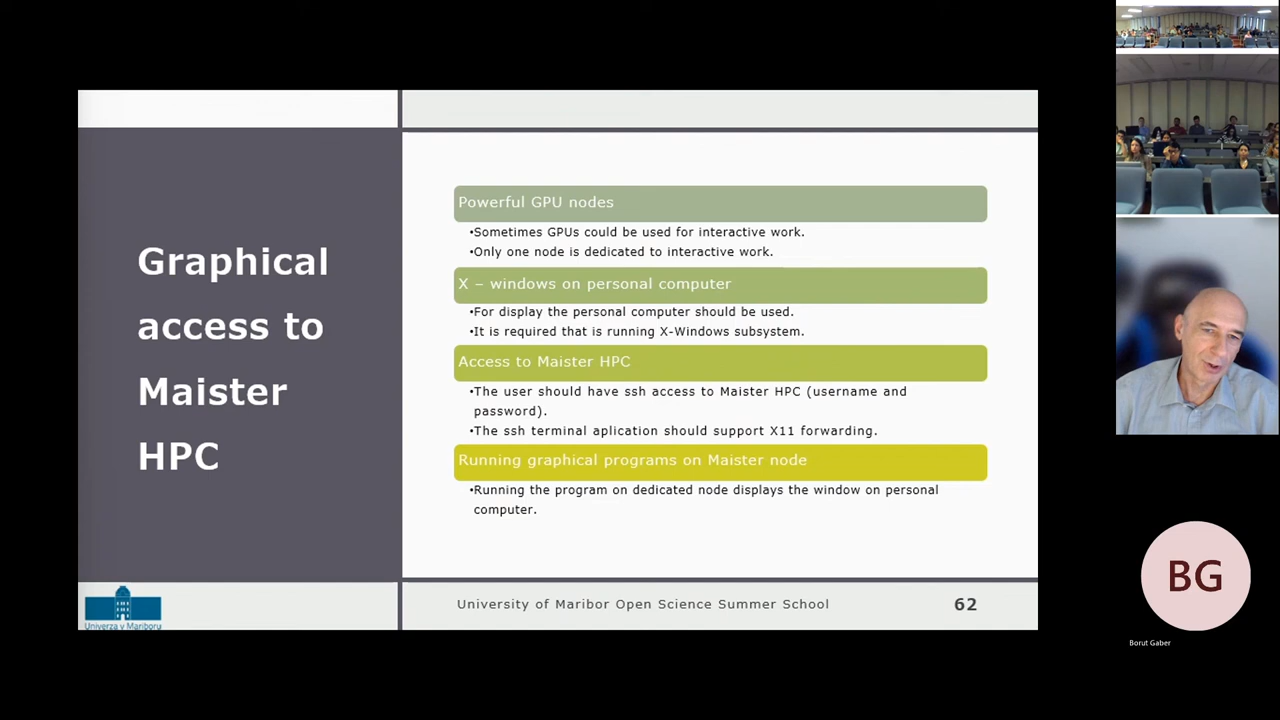 Graphical
access to
Maister
HPC
Powerful GPU nodes
•Sometimes GPUs could be used for interactive work.
•Only one node is dedicated to interactive work.
X – windows on personal computer
•For display the personal computer should be used.
•It is required that is running X-Windows subsystem.
Access to Maister HPC
•The user should have ssh access to Maister HPC (username and
password).
•The ssh terminal aplication should support X11 forwarding.
Running graphical programs on Maister node
•Running the program on dedicated node displays the window on personal
computer.
Univerza v Mariboru
University of Maribor Open Science Summer School
62
BG
Borut Gaber